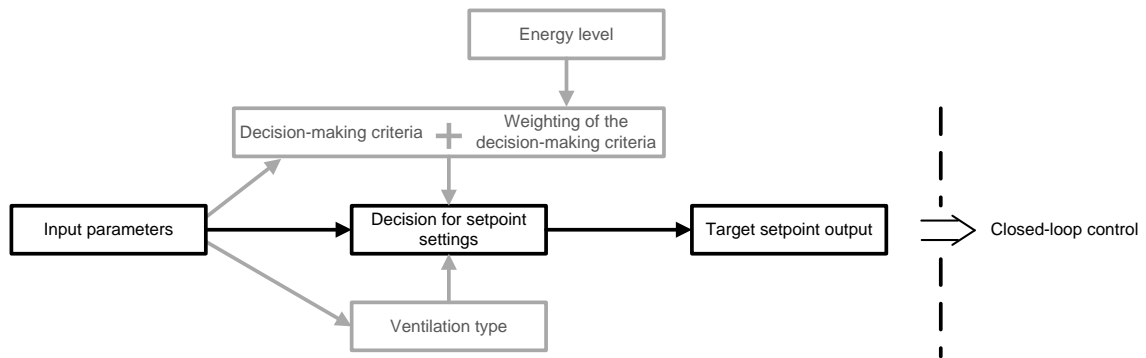 Energy level
Decision-making criteria
+
Weighting of the
decision-making criteria
Input parameters
Decision for setpoint
settings
Target setpoint output
Closed-loop control
Ventilation type